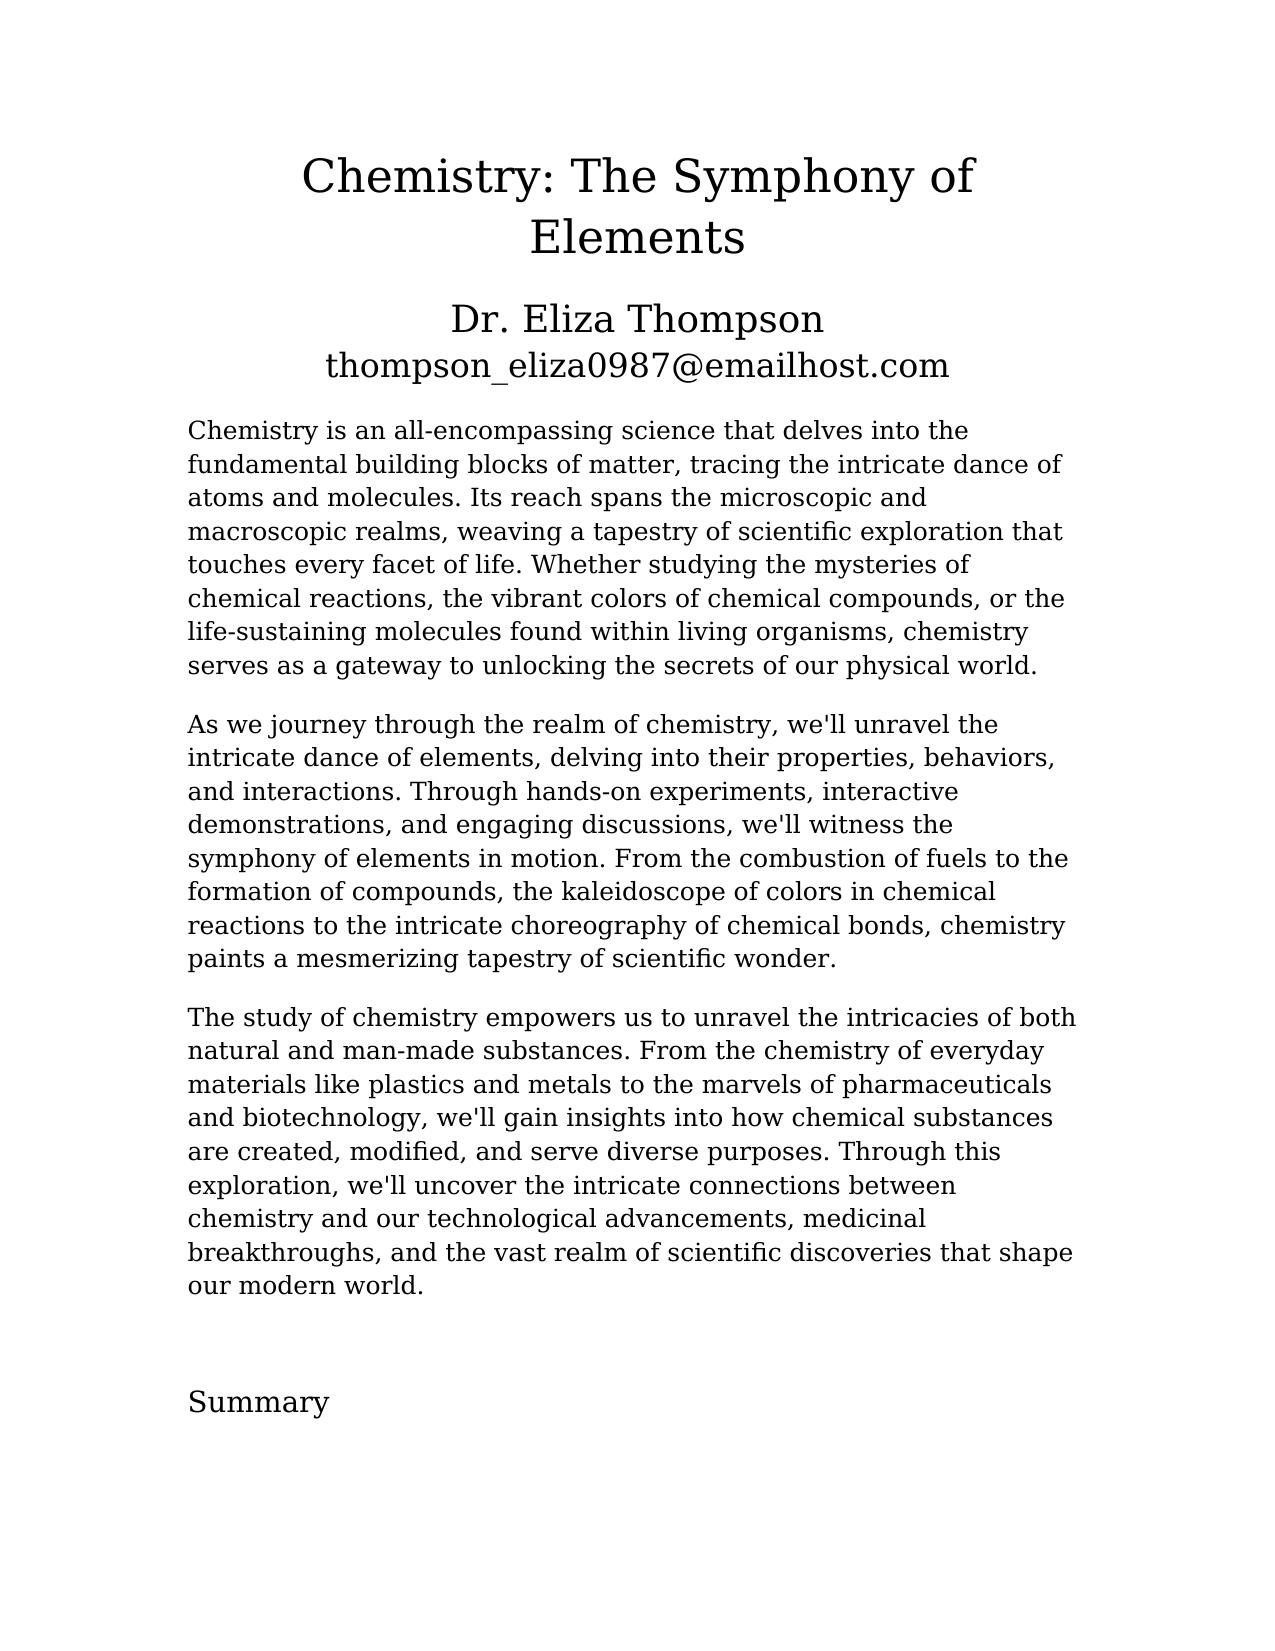 Chemistry: The Symphony of
Elements
Dr. Eliza Thompson
thompson_eliza0987@emailhost.com
Chemistry is an all-encompassing science that delves into the
fundamental building blocks of matter, tracing the intricate dance of
atoms and molecules. Its reach spans the microscopic and
macroscopic realms, weaving a tapestry of scientific exploration that
touches every facet of life. Whether studying the mysteries of
chemical reactions, the vibrant colors of chemical compounds, or the
life-sustaining molecules found within living organisms, chemistry
serves as a gateway to unlocking the secrets of our physical world.
As we journey through the realm of chemistry, we'll unravel the
intricate dance of elements, delving into their properties, behaviors,
and interactions. Through hands-on experiments, interactive
demonstrations, and engaging discussions, we'll witness the
symphony of elements in motion. From the combustion of fuels to the
formation of compounds, the kaleidoscope of colors in chemical
reactions to the intricate choreography of chemical bonds, chemistry
paints a mesmerizing tapestry of scientific wonder.
The study of chemistry empowers us to unravel the intricacies of both
natural and man-made substances. From the chemistry of everyday
materials like plastics and metals to the marvels of pharmaceuticals
and biotechnology, we'll gain insights into how chemical substances
are created, modified, and serve diverse purposes. Through this
exploration, we'll uncover the intricate connections between
chemistry and our technological advancements, medicinal
breakthroughs, and the vast realm of scientific discoveries that shape
our modern world.
Summary